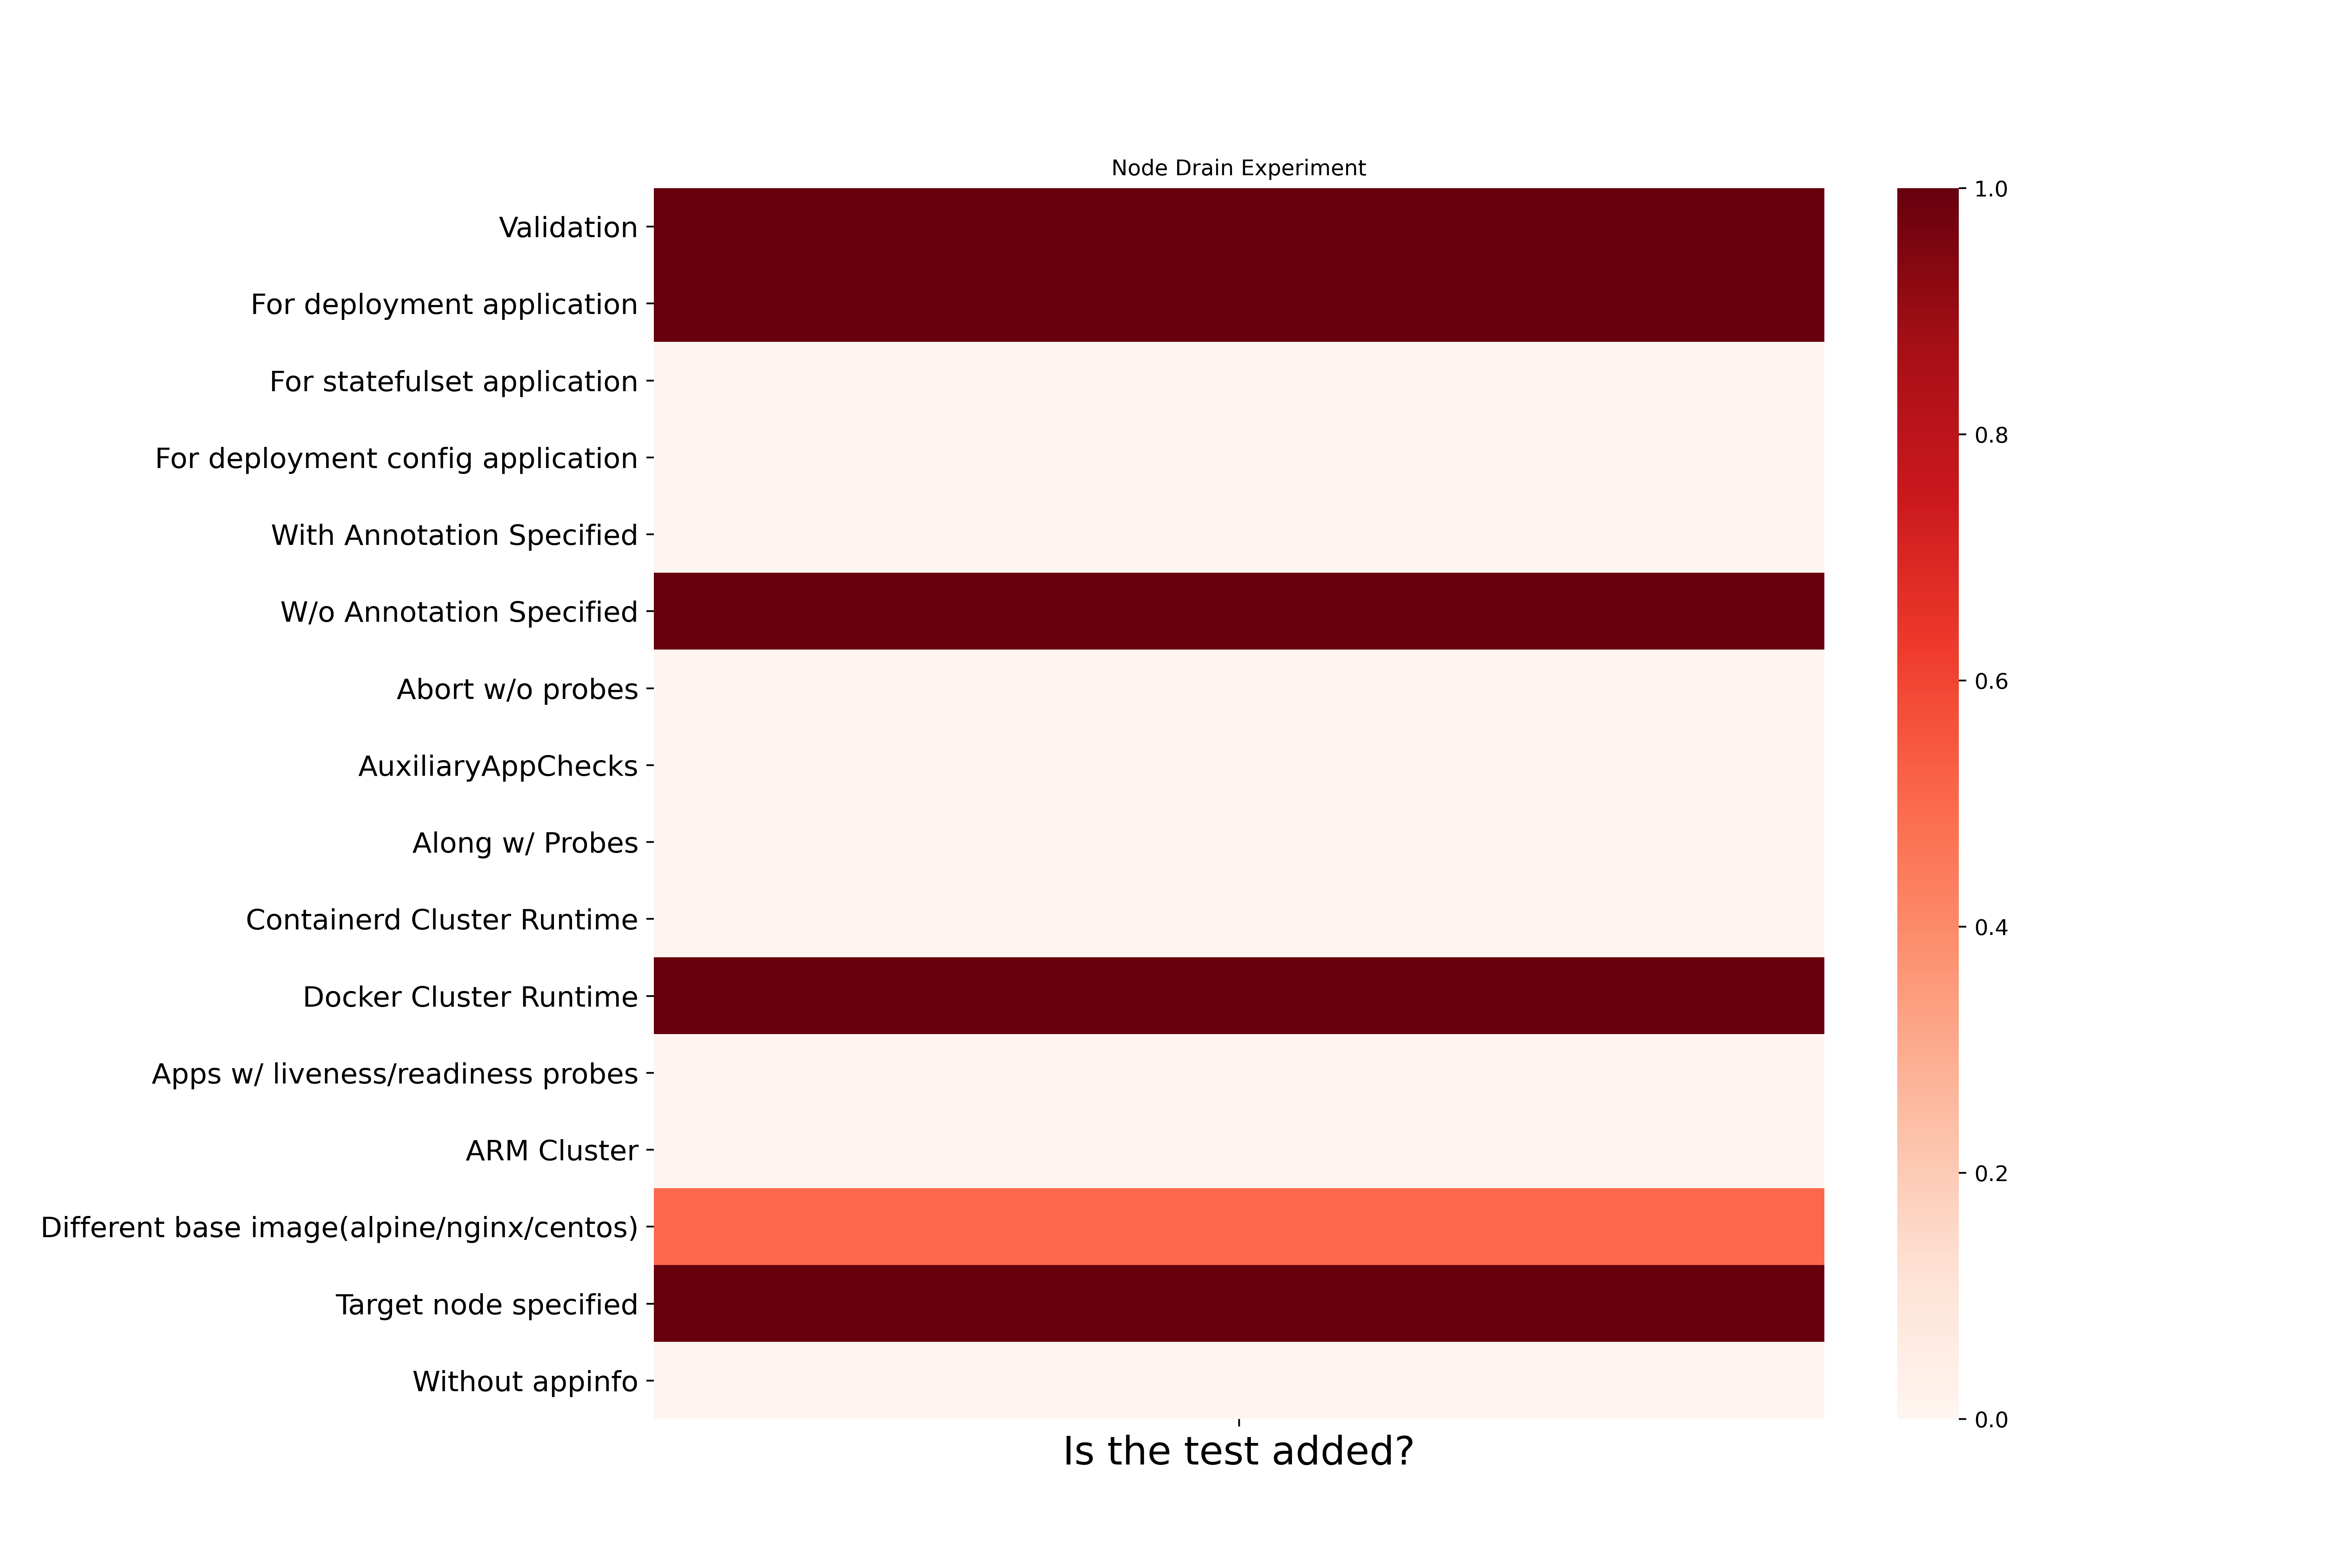 Node Drain Experiment
Validation
For deployment application
For statefulset application
For deployment config application
With Annotation Specified
W/o Annotation Specified
Abort w/o probes
AuxiliaryAppChecks
Along w/ Probes
Containerd Cluster Runtime
Docker Cluster Runtime
Apps w/ liveness/readiness probes
ARM Cluster
Different base image(alpine/nginx/centos)
Target node specified
Without appinfo
Is the test added?
1.0
0.8
0.6
0.4
0.2
0.0